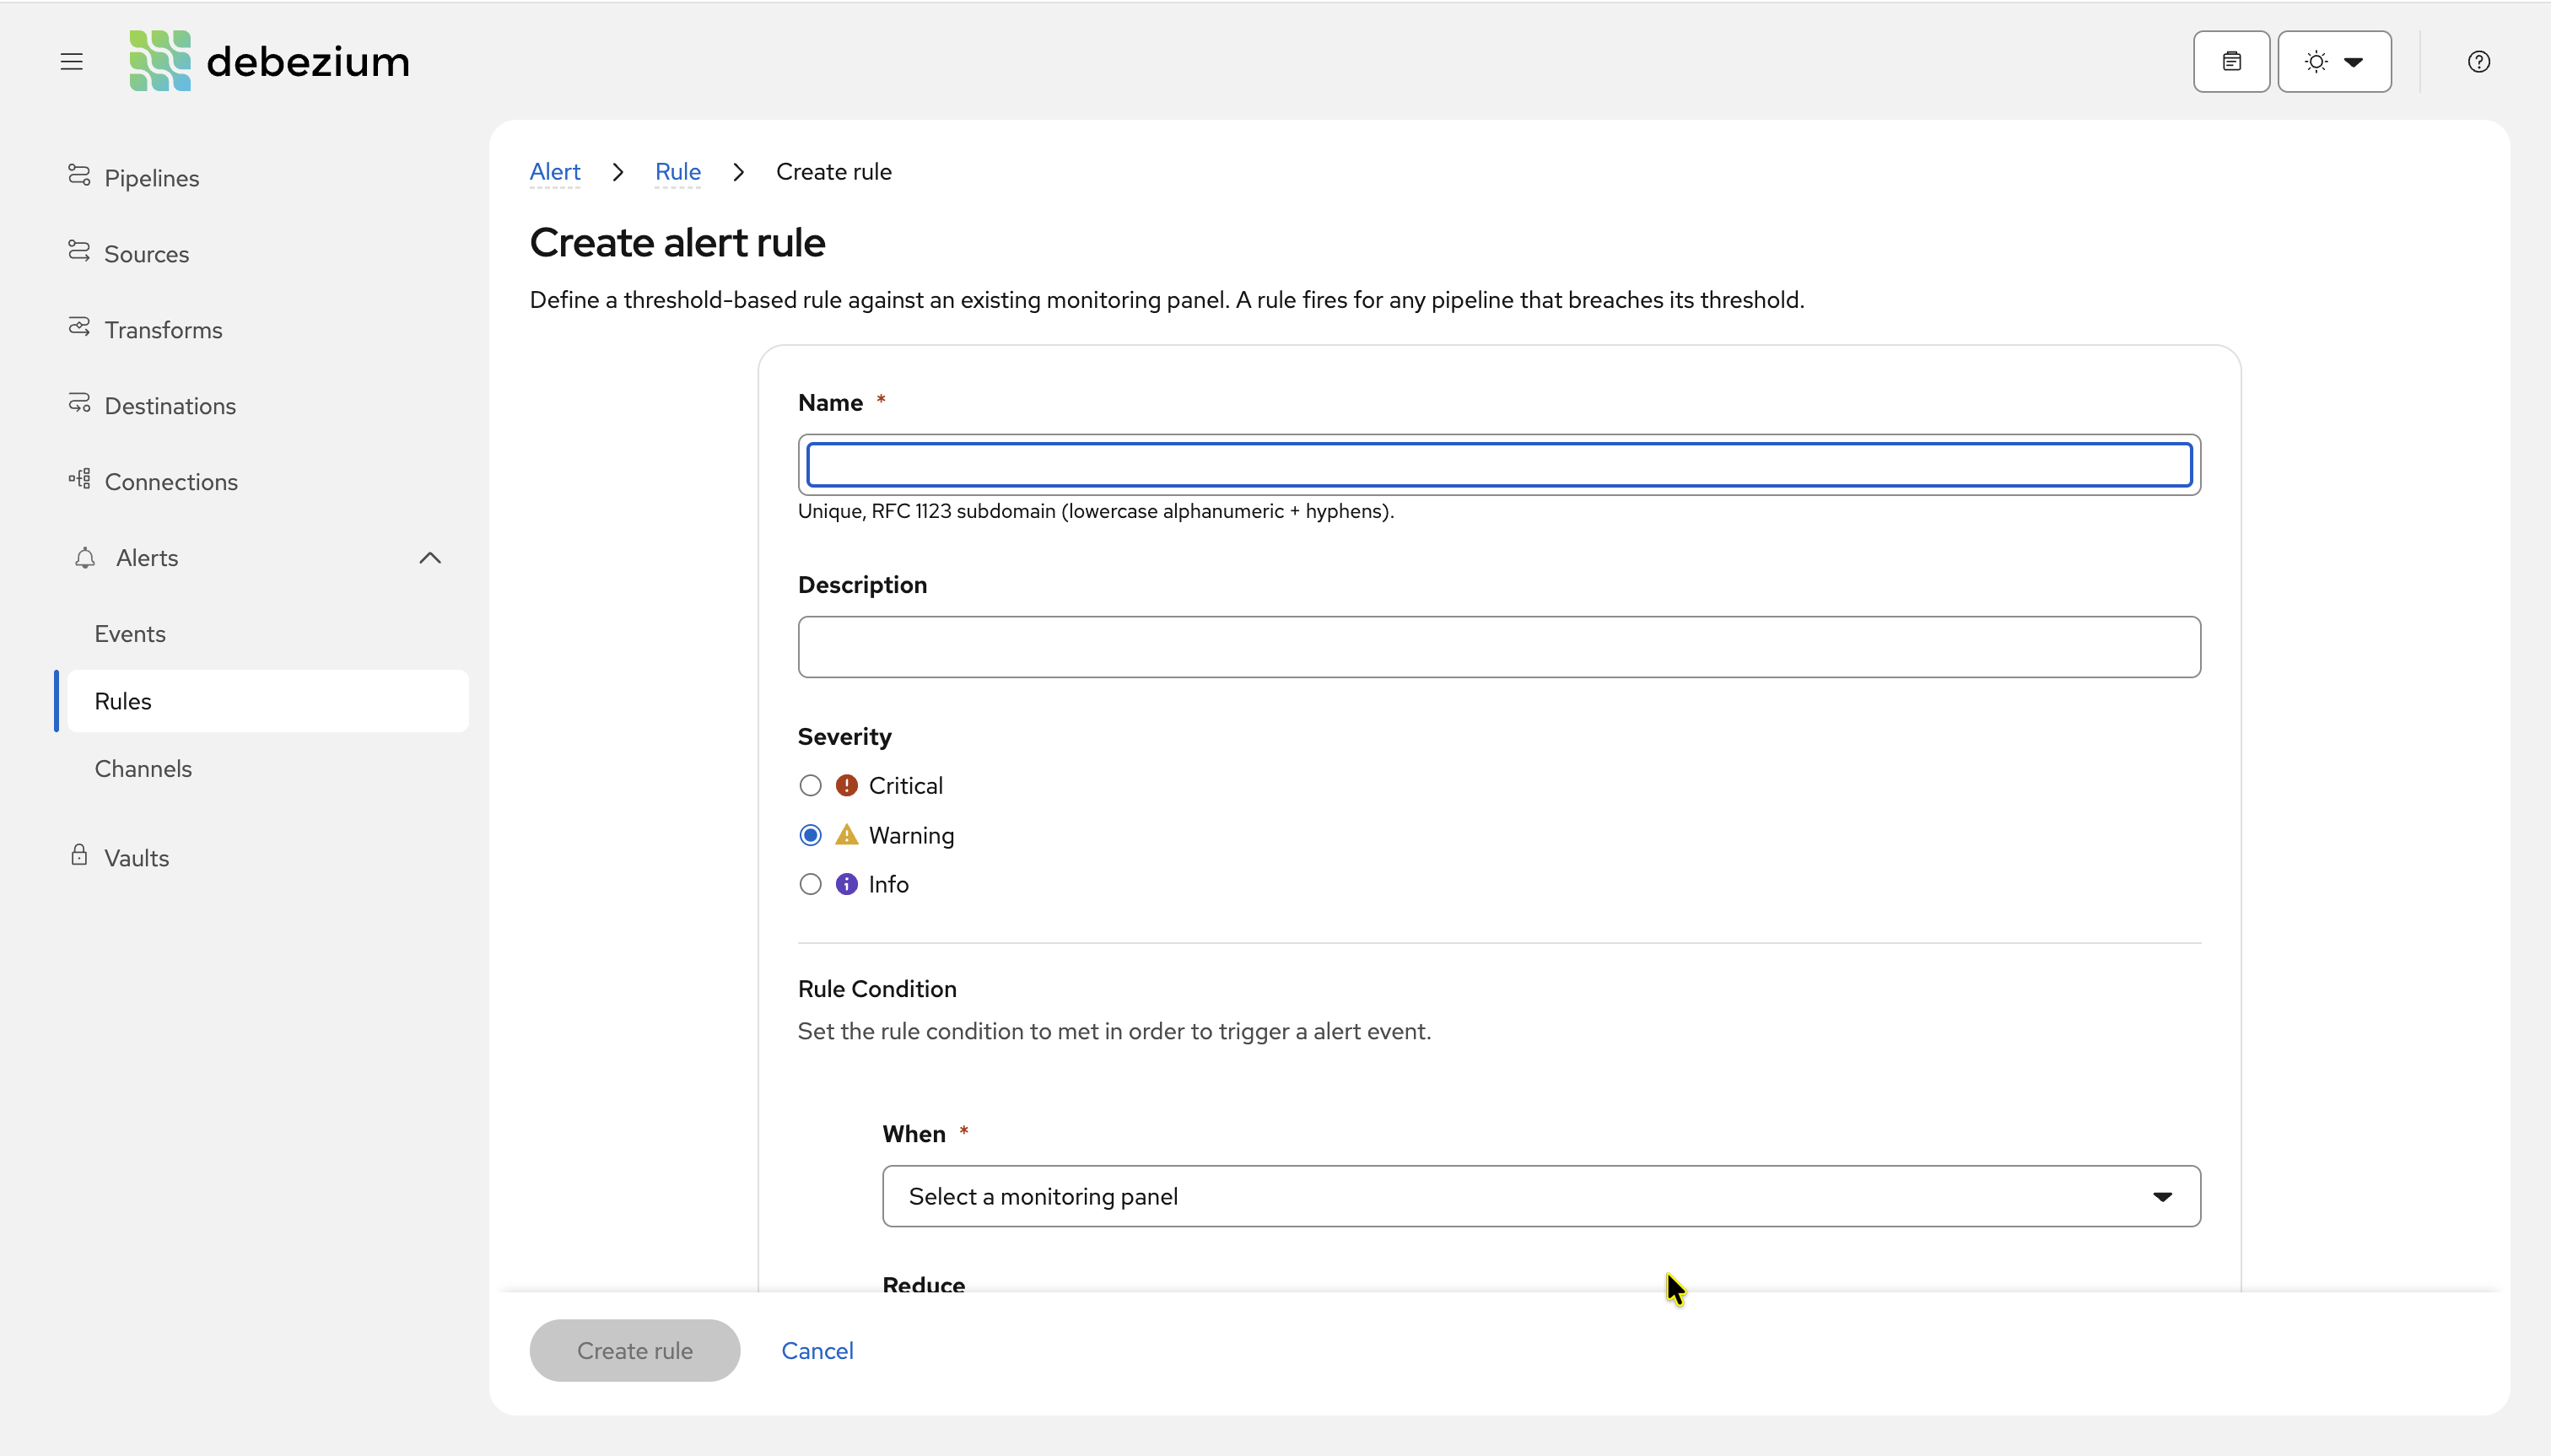 debezium
Pipelines
Sources
Transforms
Destinations
Connections
Alerts
Events
Rules
Channels
Vaults
Alert > Rule > Create rule
Create alert rule
Define a threshold-based rule against an existing monitoring panel. A rule fires for any pipeline that breaches its threshold.
Name *
Unique, RFC 1123 subdomain (lowercase alphanumeric + hyphens).
Description
Severity
Critical
Warning
Info
Rule Condition
Set the rule condition to met in order to trigger a alert event.
When *
Select a monitoring panel
Reduce
Create rule
Cancel